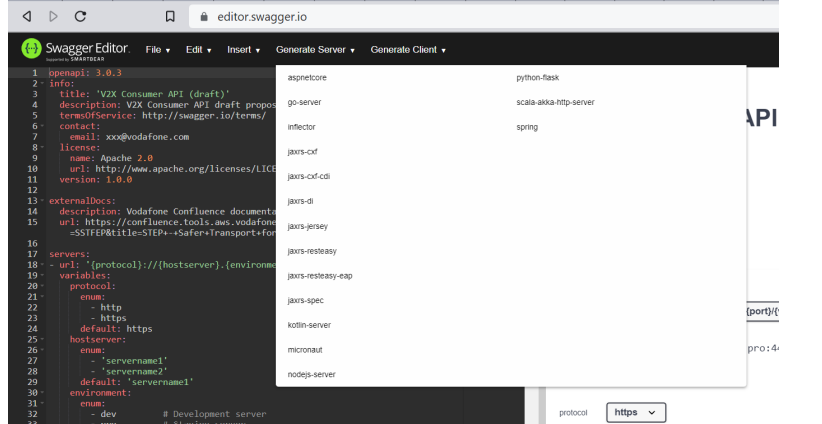 editor.swagger.io
Swagger Editor.
Supported by SMARTBEAR
File ▾ Edit ▾ Insert ▾ Generate Server ▾ Generate Client ▾
1 openapi: 3.0.3
2 info:
3 title: 'V2X Consumer API (draft)'
4 description: V2X Consumer API draft propos
5 termsOfService: http://swagger.io/terms/
6 contact:
7 email: xxx@vodafone.com
8 license:
9 name: Apache 2.0
10 url: http://www.apache.org/licenses/LICE
11 version: 1.0.0
12
13 externalDocs:
14 description: Vodafone Confluence documenta
15 url: https://confluence.tools.aws.vodafone
=SSTFEP&title=STEP+-+Safer+Transport+for
16
17 servers:
18 - url: '{protocol}://{hostserver}.{environme
19 variables:
20 protocol:
21 enum:
22 - http
23 - https
24 default: https
25 hostserver:
26 enum:
27 - 'servername1'
28 - 'servername2'
29 default: 'servername1'
30 environment:
31 enum:
32 - dev # Development server
33
aspnetcore
go-server
inflector
jaxrs-cxf
jaxrs-cxf-cdi
jaxrs-di
jaxrs-jersey
jaxrs-resteasy
jaxrs-resteasy-eap
jaxrs-spec
kotlin-server
micronaut
nodejs-server
python-flask
scala-akka-http-server
spring
API
{port}/{
pro:44
protocol
https